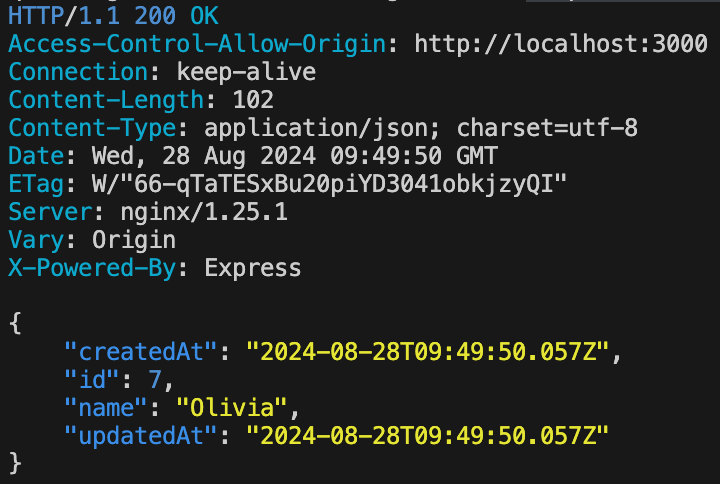 HTTP/1.1 200 OK
Access-Control-Allow-Origin: http://localhost:3000
Connection: keep-alive
Content-Length: 102
Content-Type: application/json; charset=utf-8
Date: Wed, 28 Aug 2024 09:49:50 GMT
ETag: W/"66-qTaTESxBu20piYD3041obkjzyQI"
Server: nginx/1.25.1
Vary: Origin
X-Powered-By: Express

{
    "createdAt": "2024-08-28T09:49:50.057Z",
    "id": 7,
    "name": "Olivia",
    "updatedAt": "2024-08-28T09:49:50.057Z"
}